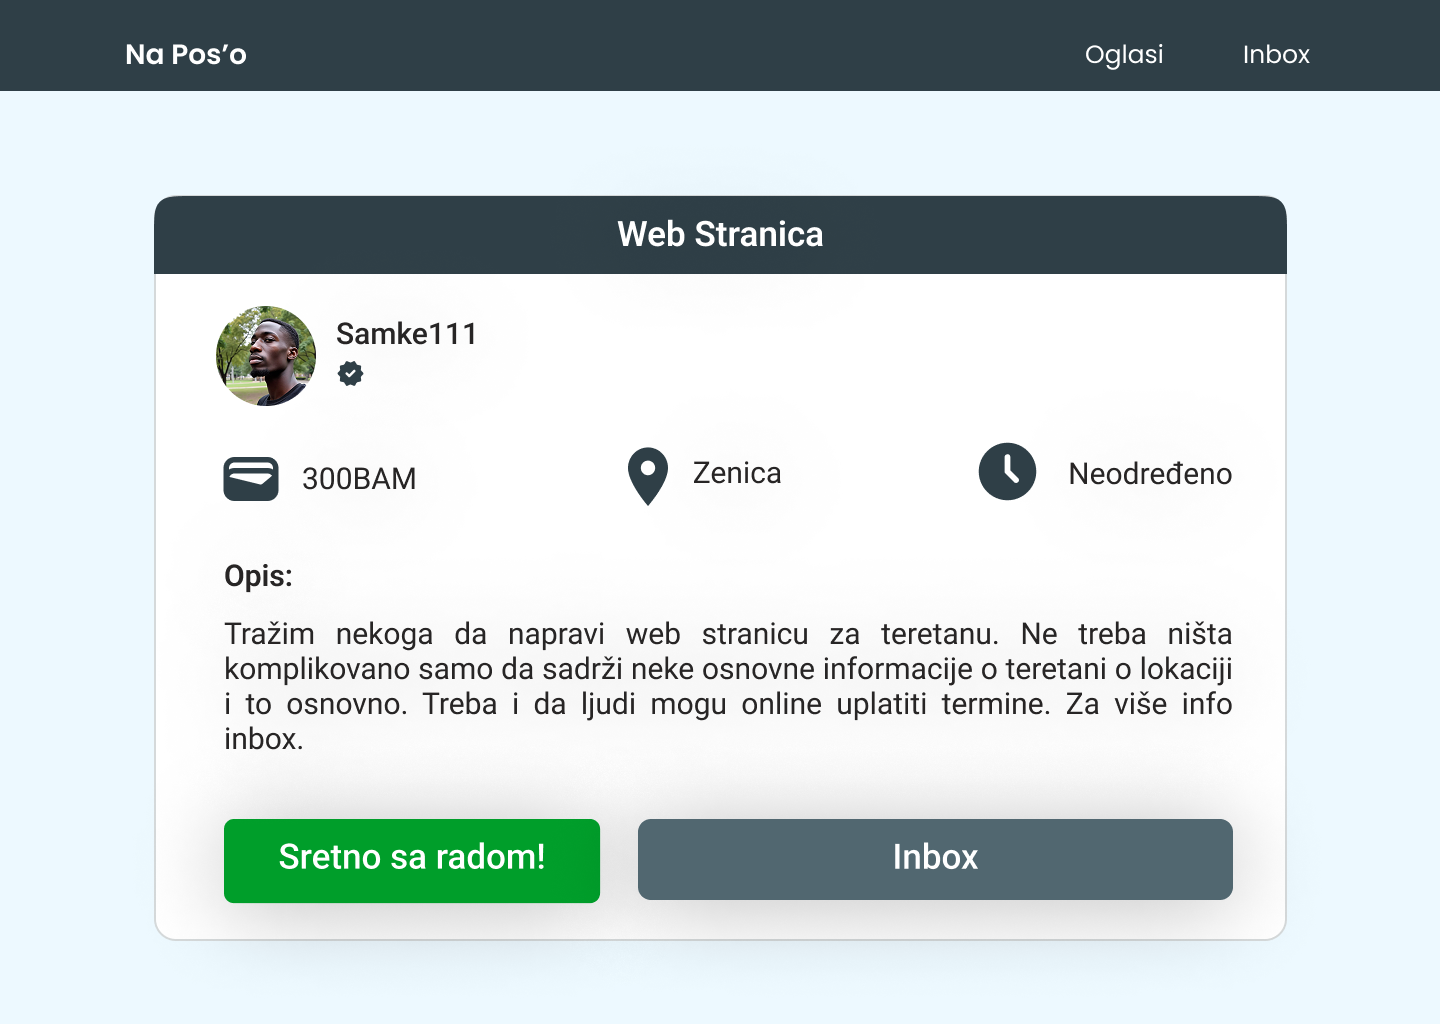 Na Pos’o
Oglasi
Inbox
Web Stranica
Samke111
300BAM
Zenica
Neodređeno
Opis:
Tražim nekoga da napravi web stranicu za teretanu. Ne treba ništa
komplikovano samo da sadrži neke osnovne informacije o teretani o lokaciji
i to osnovno. Treba i da ljudi mogu online uplatiti termine. Za više info
inbox.
Sretno sa radom!
Inbox